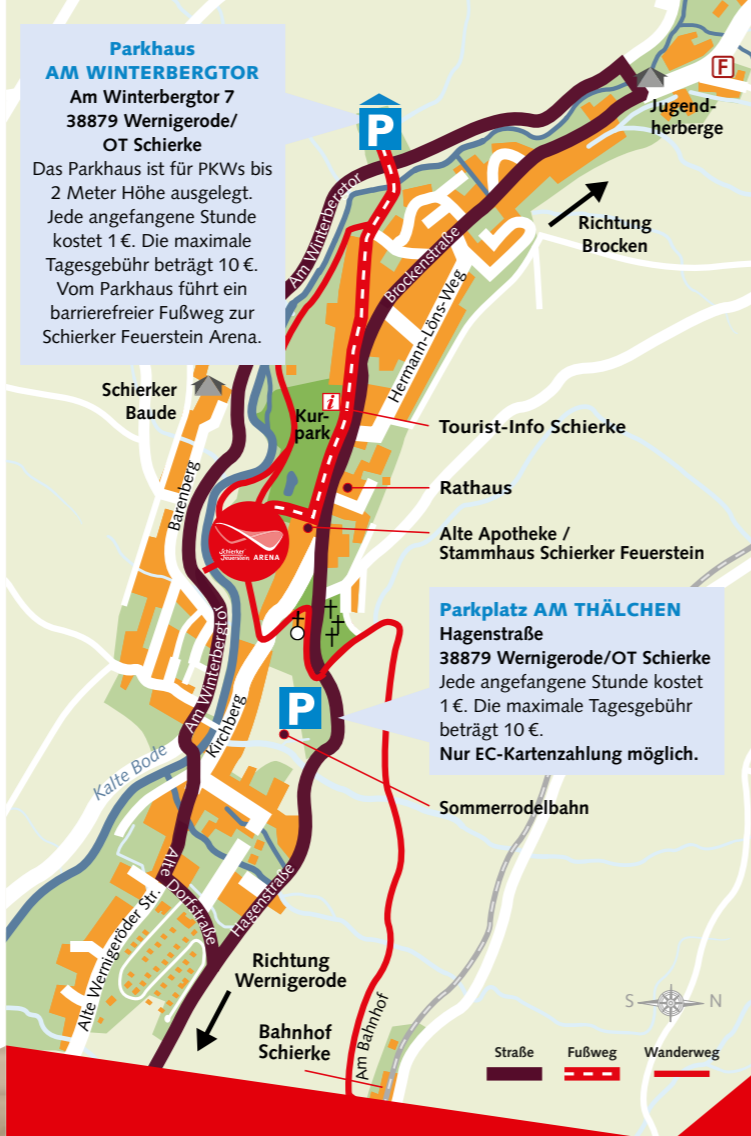 Parkhaus
AM WINTERBERGTOR
Am Winterbergtor 7
38879 Wernigerode/
OT Schierke
Das Parkhaus ist für PKWs bis
2 Meter Höhe ausgelegt.
Jede angefangene Stunde
kostet 1 €. Die maximale
Tagesgebühr beträgt 10 €.
Vom Parkhaus führt ein
barrierefreier Fußweg zur
Schierker Feuerstein Arena.
P
F
Jugend-
herberge
Richtung
Brocken
Am Winterbergtor
Brockenstraße
Hermann-Löns-Weg
Schierker
Baude
i
Kur-
park
Tourist-Info Schierke
Barenberg
Rathaus
Schierker
Feuerstein ARENA
Alte Apotheke /
Stammhaus Schierker Feuerstein
Parkplatz AM THÄLCHEN
Hagenstraße
38879 Wernigerode/OT Schierke
Jede angefangene Stunde kostet
1 €. Die maximale Tagesgebühr
beträgt 10 €.
Nur EC-Kartenzahlung möglich.
Am Winterbergtor
Kirchberg
P
Kalte Bode
Sommerrodelbahn
Alte
Dorfstraße
Hagenstraße
Alte Wernigeröder Str.
Richtung
Wernigerode
Bahnhof
Schierke
Am Bahnhof
S N
Straße Fußweg Wanderweg